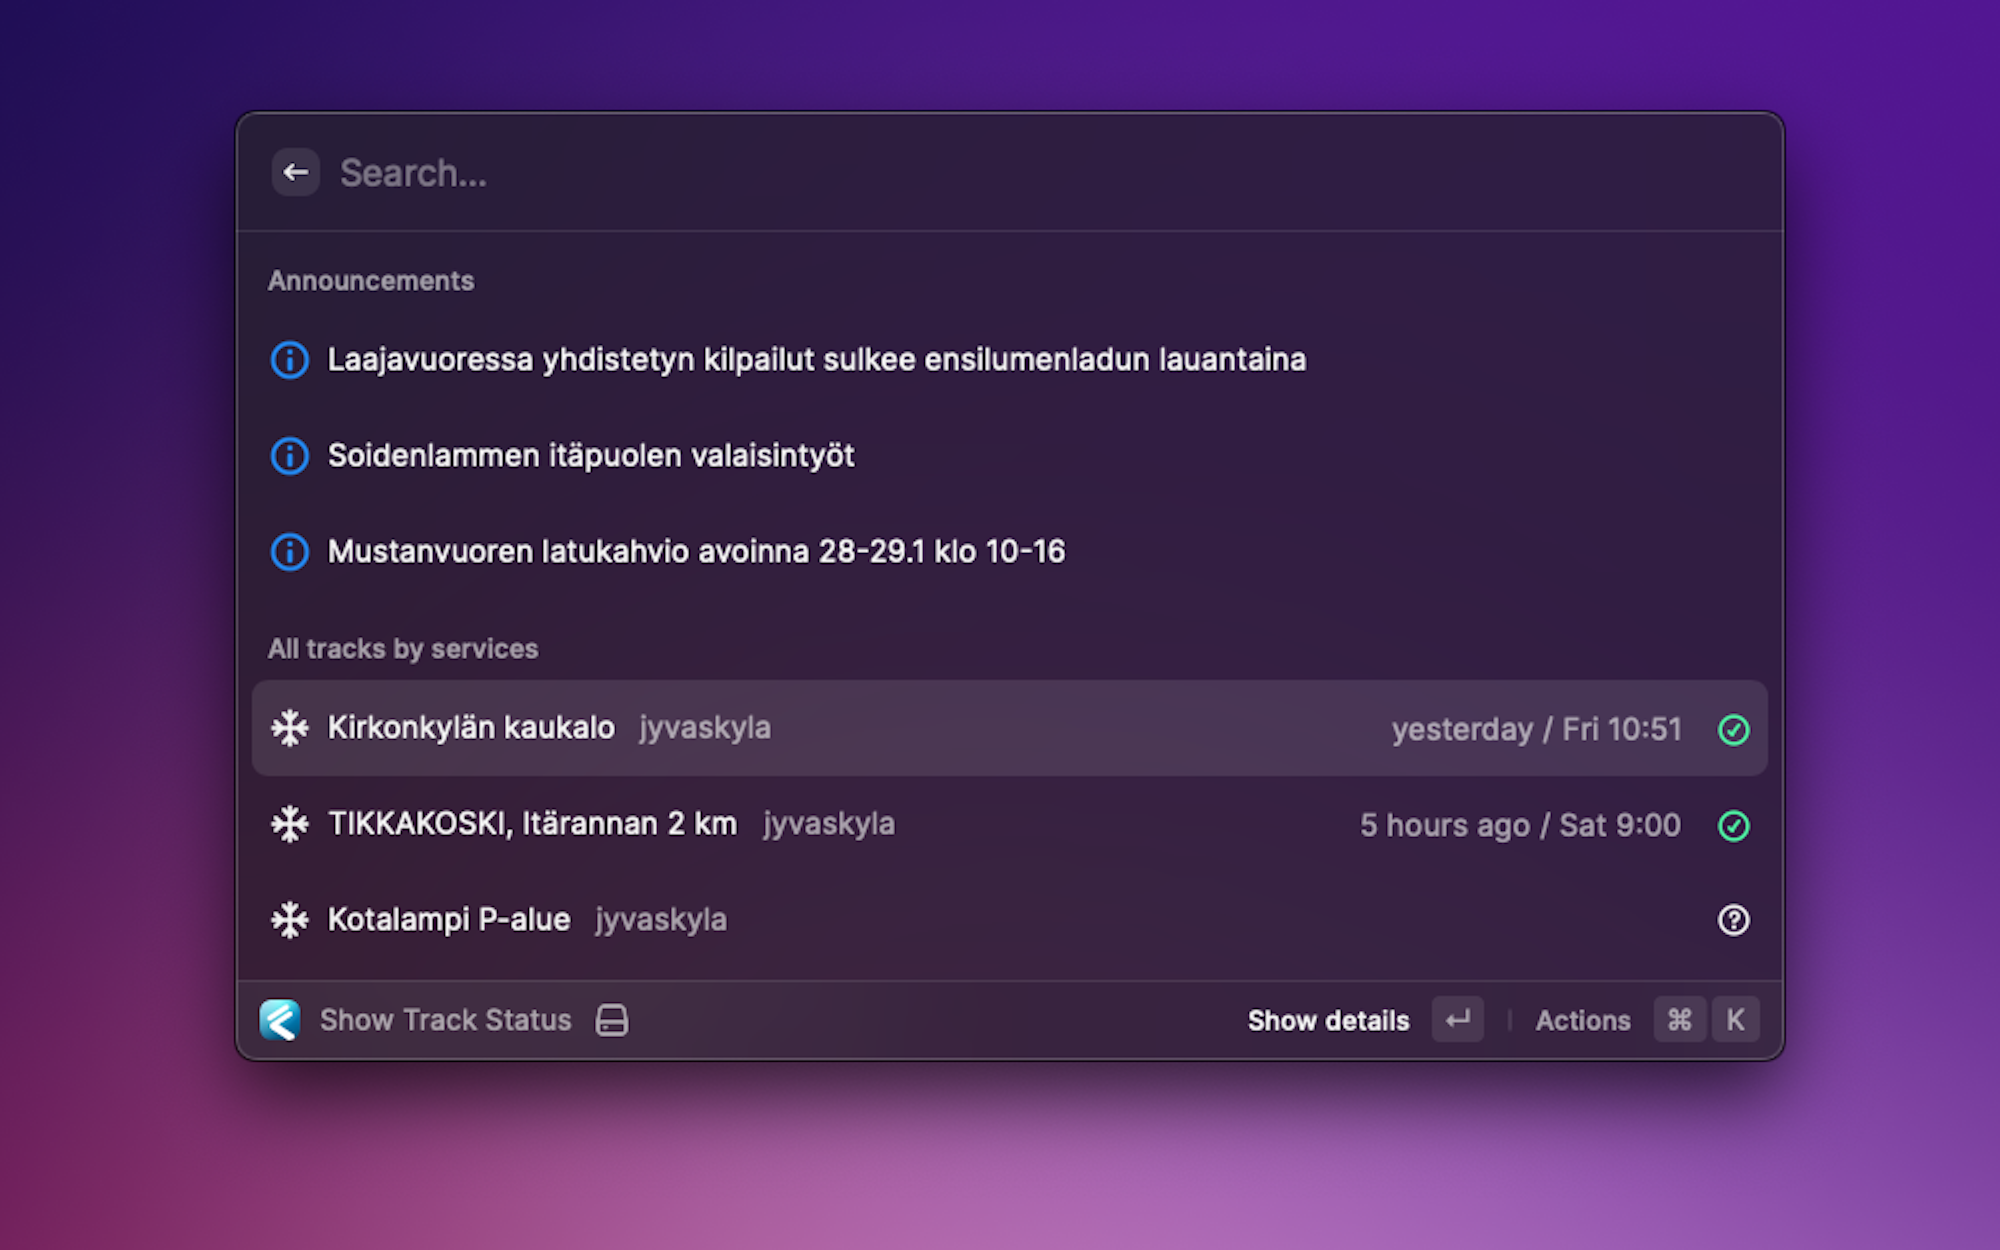 Search...
Announcements
Laajavuoressa yhdistetyn kilpailut sulkee ensilumenladun lauantaina
Soidenlammen itäpuolen valaisintyöt
Mustanvuoren latukahvio avoinna 28-29.1 klo 10-16
All tracks by services
Kirkonkylän kaukalo jyvaskyla yesterday / Fri 10:51
TIKKAKOSKI, Itärannan 2 km jyvaskyla 5 hours ago / Sat 9:00
Kotalampi P-alue jyvaskyla
Show Track Status Show details ↵ Actions ⌘ K